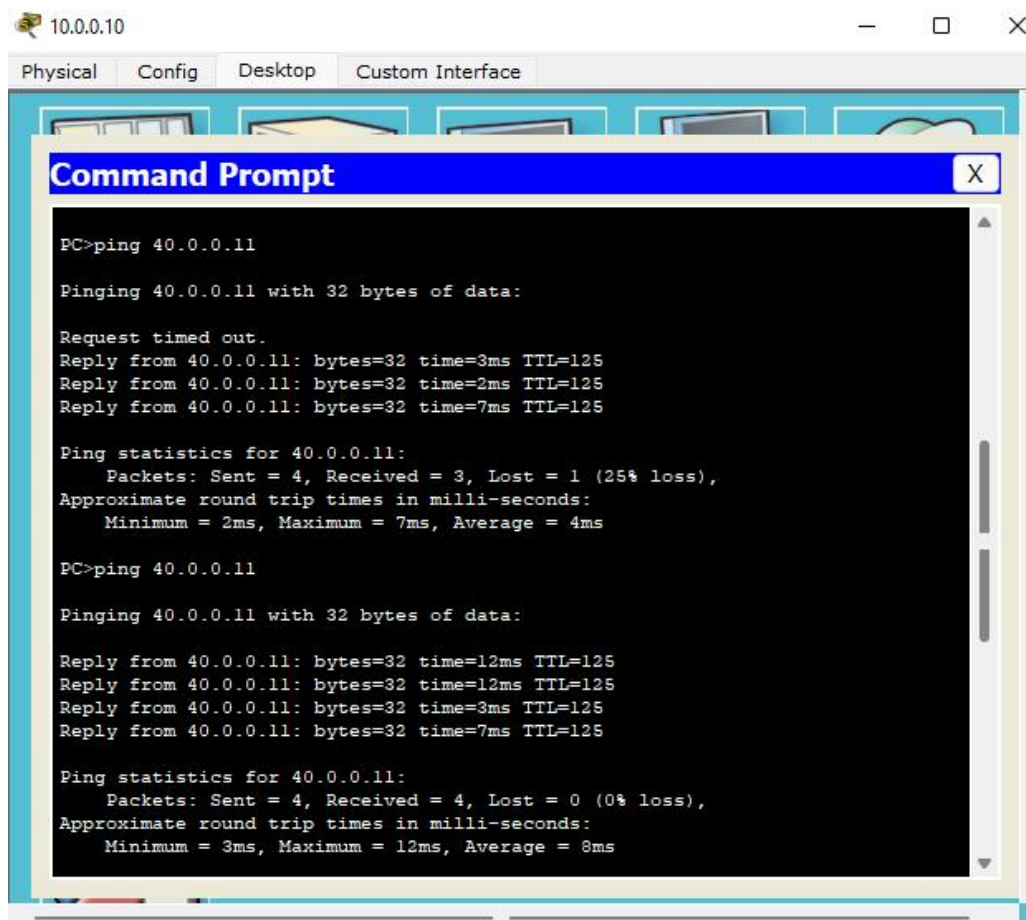 10.0.0.10
Physical Config Desktop Custom Interface
Command Prompt X
PC>ping 40.0.0.11
Pinging 40.0.0.11 with 32 bytes of data:
Request timed out.
Reply from 40.0.0.11: bytes=32 time=3ms TTL=125
Reply from 40.0.0.11: bytes=32 time=2ms TTL=125
Reply from 40.0.0.11: bytes=32 time=7ms TTL=125
Ping statistics for 40.0.0.11:
Packets: Sent = 4, Received = 3, Lost = 1 (25% loss),
Approximate round trip times in milli-seconds:
Minimum = 2ms, Maximum = 7ms, Average = 4ms
PC>ping 40.0.0.11
Pinging 40.0.0.11 with 32 bytes of data:
Reply from 40.0.0.11: bytes=32 time=12ms TTL=125
Reply from 40.0.0.11: bytes=32 time=12ms TTL=125
Reply from 40.0.0.11: bytes=32 time=3ms TTL=125
Reply from 40.0.0.11: bytes=32 time=7ms TTL=125
Ping statistics for 40.0.0.11:
Packets: Sent = 4, Received = 4, Lost = 0 (0% loss),
Approximate round trip times in milli-seconds:
Minimum = 3ms, Maximum = 12ms, Average = 8ms